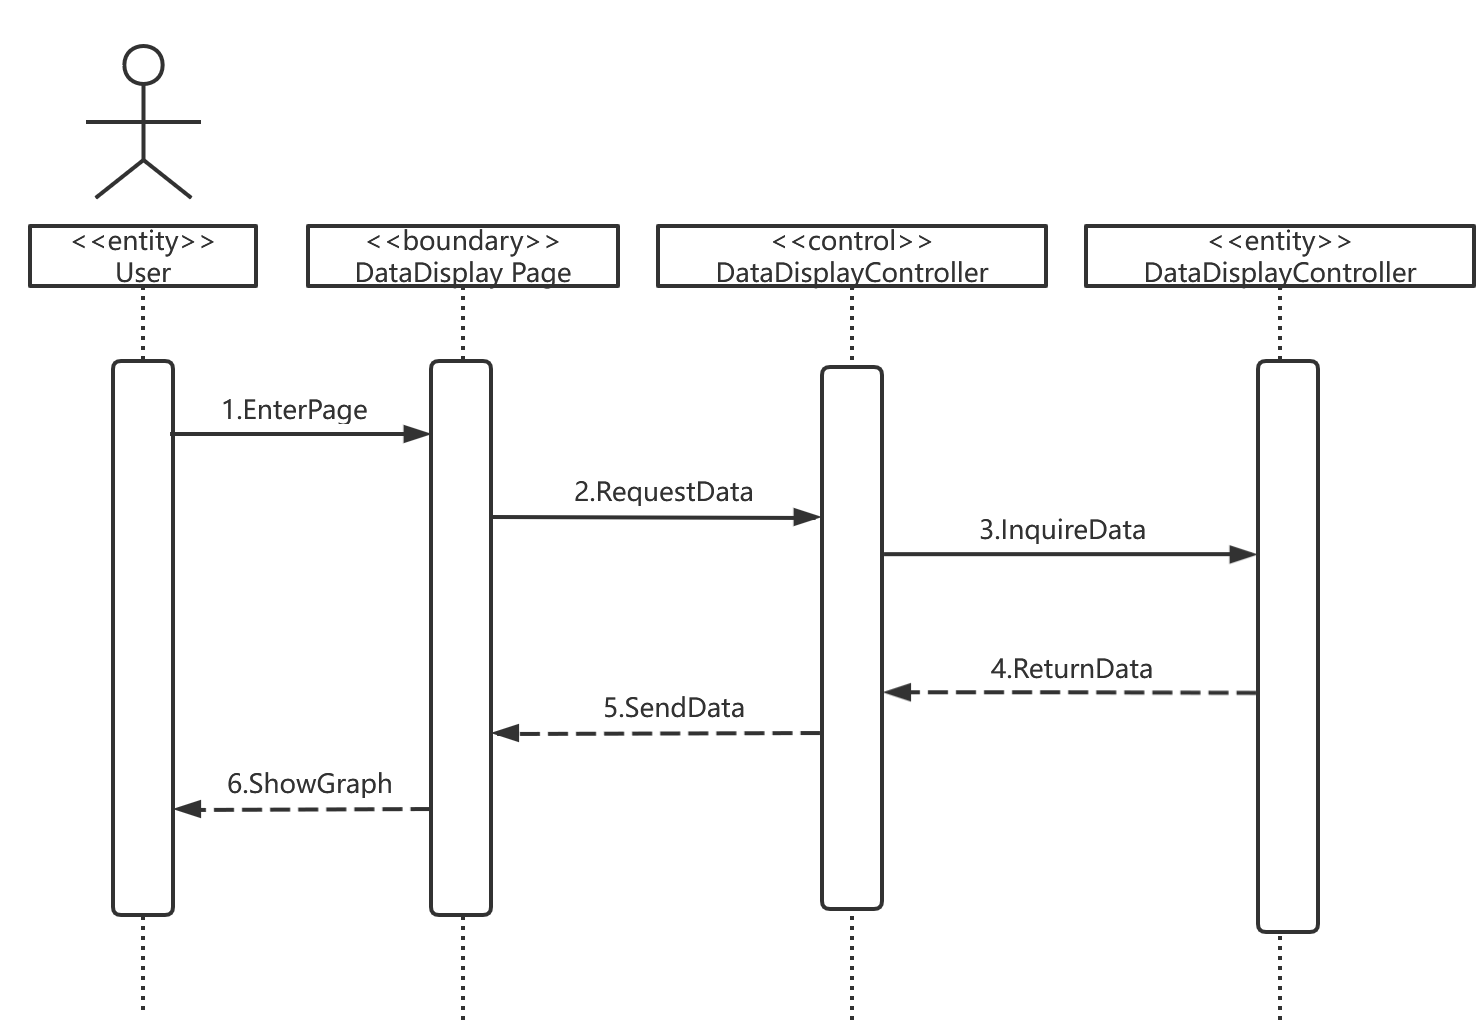 <<entity>>
User
<<boundary>>
DataDisplay Page
<<control>>
DataDisplayController
<<entity>>
DataDisplayController
1.EnterPage
2.RequestData
3.InquireData
4.ReturnData
5.SendData
6.ShowGraph